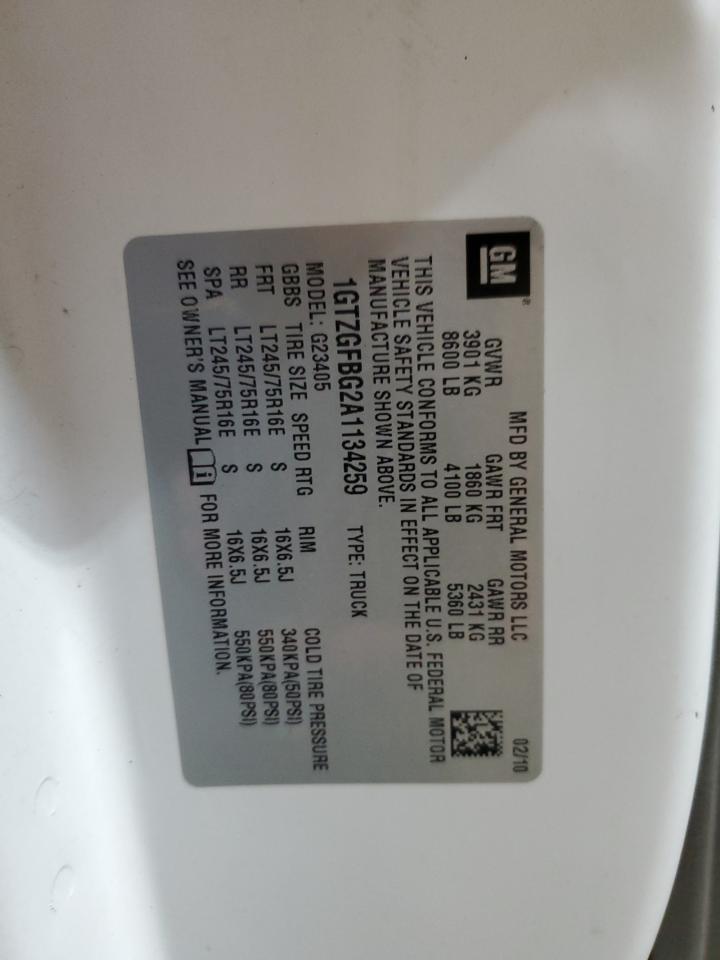 GM ®
MFD BY GENERAL MOTORS LLC 02/10
GVWR GAWR FRT GAWR RR
3901 KG 1860 KG 2431 KG
8600 LB 4100 LB 5360 LB
THIS VEHICLE CONFORMS TO ALL APPLICABLE U.S. FEDERAL MOTOR
VEHICLE SAFETY STANDARDS IN EFFECT ON THE DATE OF
MANUFACTURE SHOWN ABOVE.
1GTZGFBG2A1134259 TYPE: TRUCK
MODEL: G23405
GBBS TIRE SIZE SPEED RTG RIM COLD TIRE PRESSURE
FRT LT245/75R16E S 16X6.5J 340KPA(50PSI)
RR LT245/75R16E S 16X6.5J 550KPA(80PSI)
SPA LT245/75R16E S 16X6.5J 550KPA(80PSI)
SEE OWNER'S MANUAL i FOR MORE INFORMATION.